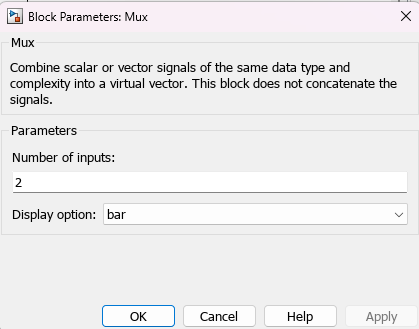 Block Parameters: Mux
Mux
Combine scalar or vector signals of the same data type and
complexity into a virtual vector. This block does not concatenate the
signals.
Parameters
Number of inputs:
2
Display option: bar
OK Cancel Help Apply